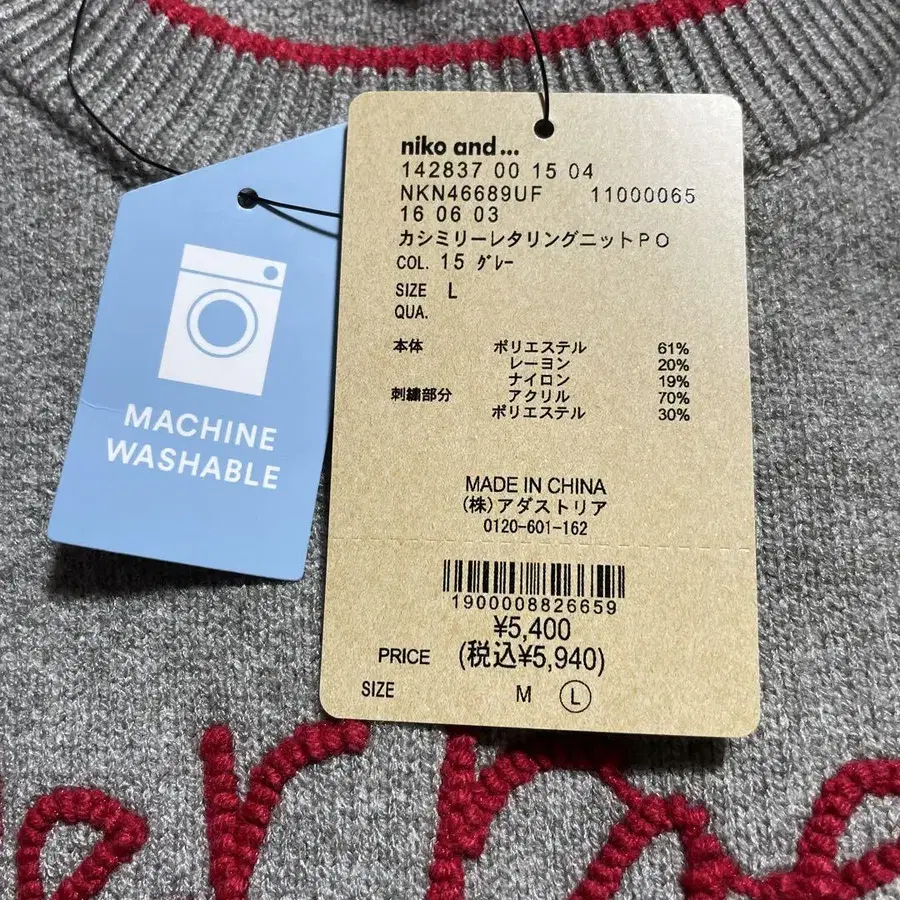 niko and...
142837 00 15 04
NKN46689UF 11000065
16 06 03
カシミリーレタリングニットPO
COL. 15 グレー
SIZE L
QUA.
本体 ポリエステル 61%
レーヨン 20%
ナイロン 19%
刺繍部分 アクリル 70%
ポリエステル 30%
MADE IN CHINA
(株)アダストリア
0120-601-162
1900008826659
¥5,400
PRICE (税込¥5,940)
SIZE M L
MACHINE
WASHABLE